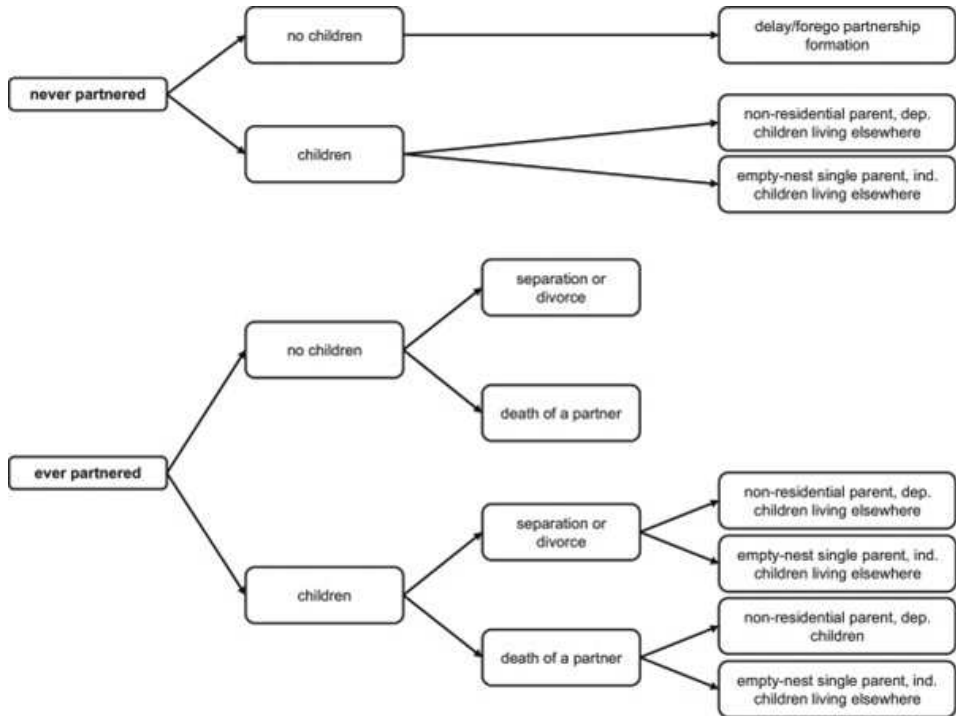 no children
delay/forego partnership
formation
never partnered
non-residential parent, dep.
children living elsewhere
children
empty-nest single parent, ind.
children living elsewhere
separation or
divorce
no children
death of a partner
ever partnered
non-residential parent, dep.
children living elsewhere
separation or
divorce
empty-nest single parent, ind.
children living elsewhere
children
non-residential parent, dep.
children
death of a partner
empty-nest single parent, ind.
children living elsewhere